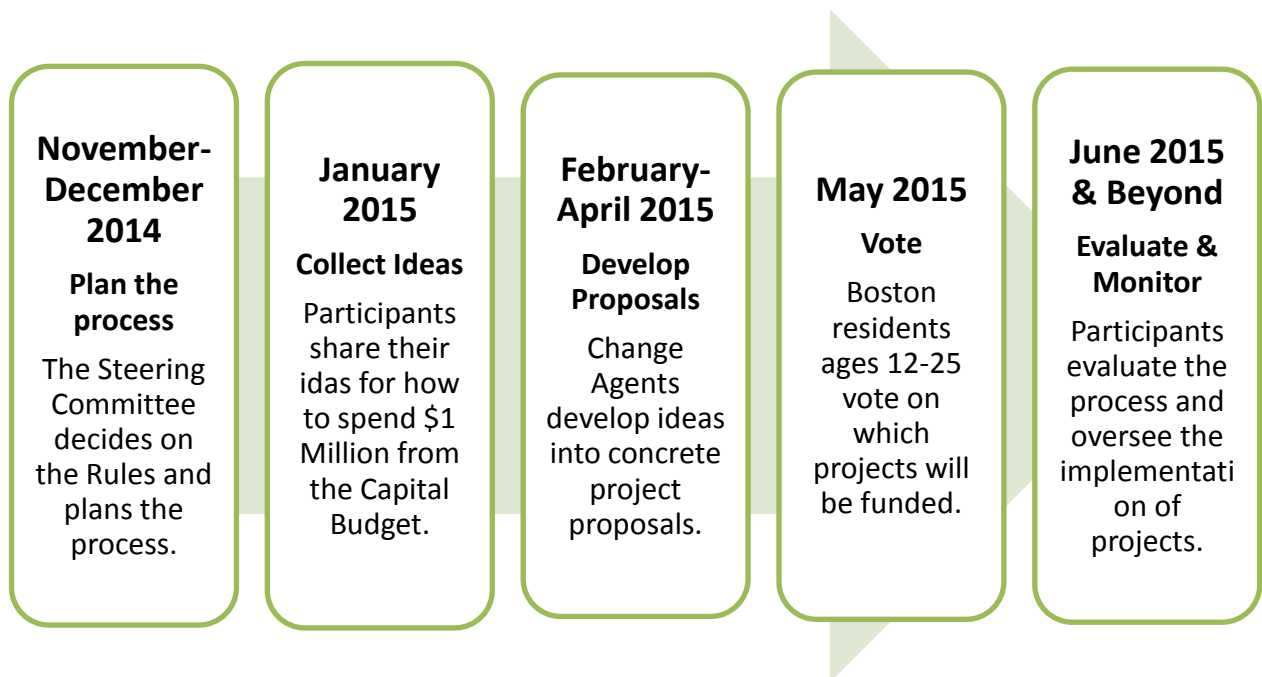 November-
December
2014
Plan the
process
The Steering
Committee
decides on
the Rules and
plans the
process.
January
2015
Collect Ideas
Participants
share their
idas for how
to spend $1
Million from
the Capital
Budget.
February-
April 2015
Develop
Proposals
Change
Agents
develop ideas
into concrete
project
proposals.
May 2015
Vote
Boston
residents
ages 12-25
vote on
which
projects will
be funded.
June 2015
& Beyond
Evaluate &
Monitor
Participants
evaluate the
process and
oversee the
implementati
on of
projects.